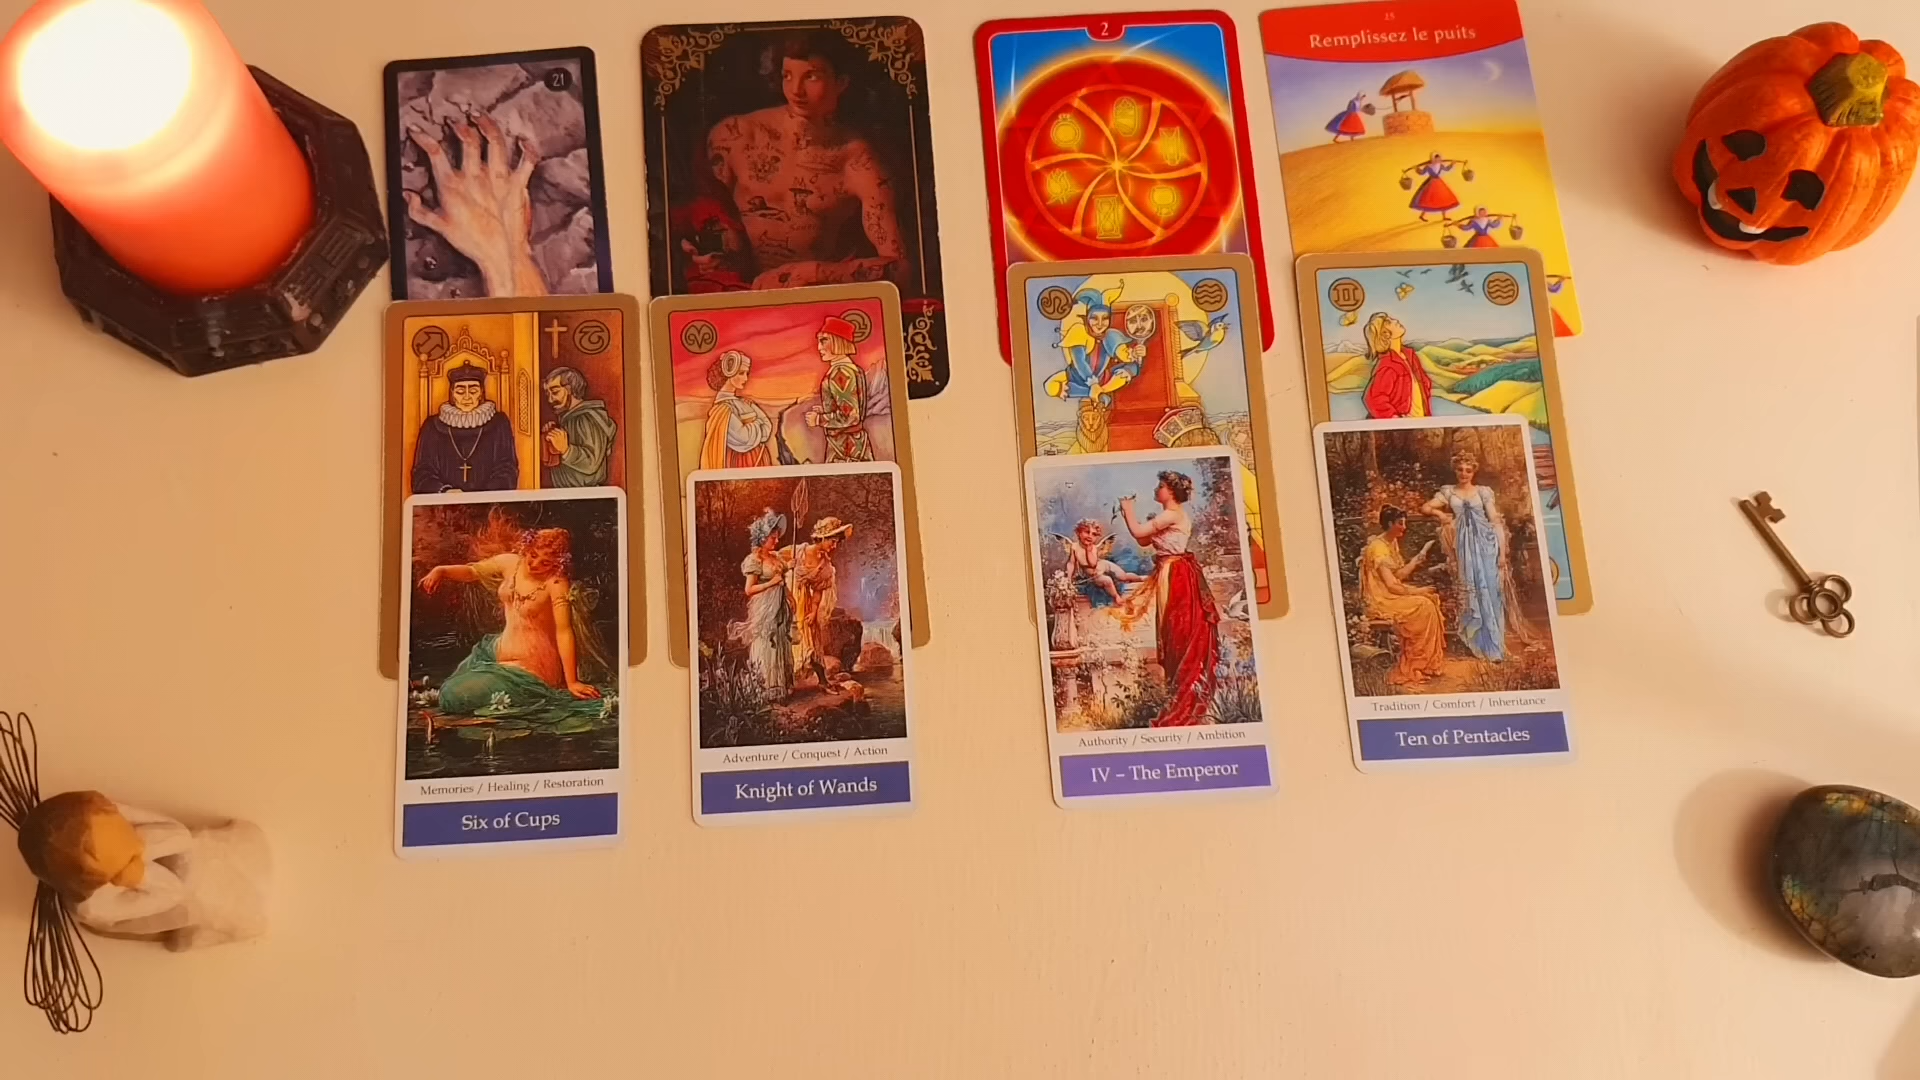 21
2
25
Remplissez le puits
Memories / Healing / Restoration
Six of Cups
Adventure / Conquest / Action
Knight of Wands
Authority / Security / Ambition
IV – The Emperor
Tradition / Comfort / Inheritance
Ten of Pentacles